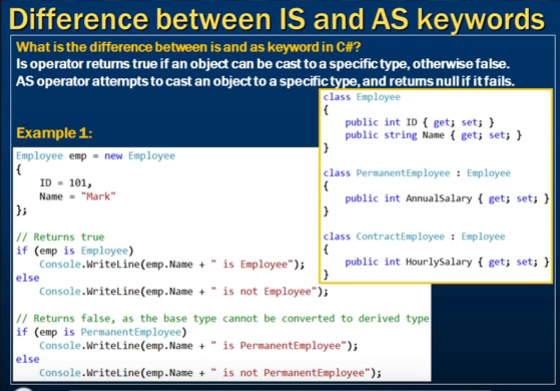 Difference between IS and AS keywords
What is the difference between is and as keyword in C#?
Is operator returns true if an object can be cast to a specific type, otherwise false.
AS operator attempts to cast an object to a specific type, and returns null if it fails.
Example 1:
Employee emp = new Employee
{
ID = 101,
Name = "Mark"
};
// Returns true
if (emp is Employee)
Console.WriteLine(emp.Name + " is Employee");
else
Console.WriteLine(emp.Name + " is not Employee");
// Returns false, as the base type cannot be converted to derived type
if (emp is PermanentEmployee)
Console.WriteLine(emp.Name + " is PermanentEmployee");
else
Console.WriteLine(emp.Name + " is not PermanentEmployee");
class Employee
{
public int ID { get; set; }
public string Name { get; set; }
}
class PermanentEmployee : Employee
{
public int AnnualSalary { get; set; }
}
class ContractEmployee : Employee
{
public int HourlySalary { get; set; }
}